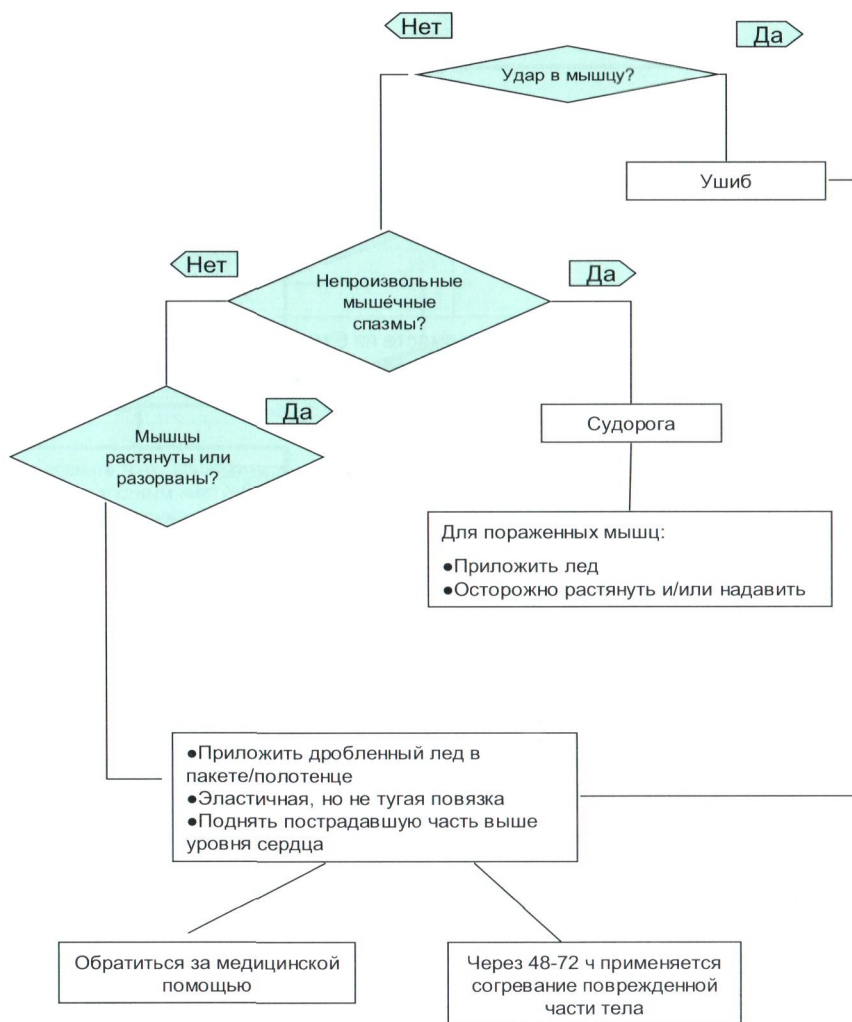 Нет
Да
Удар в мышцу?
Ушиб
Нет
Да
Непроизвольные
мышечные
спазмы?
Да
Судорога
Мышцы
растянуты или
разорваны?
Для пораженных мышц:
●Приложить лед
●Осторожно растянуть и/или надавить
●Приложить дробленный лед в
пакете/полотенце
●Эластичная, но не тугая повязка
●Поднять пострадавшую часть выше
уровня сердца
Обратиться за медицинской
помощью
Через 48-72 ч применяется
согревание поврежденной
части тела